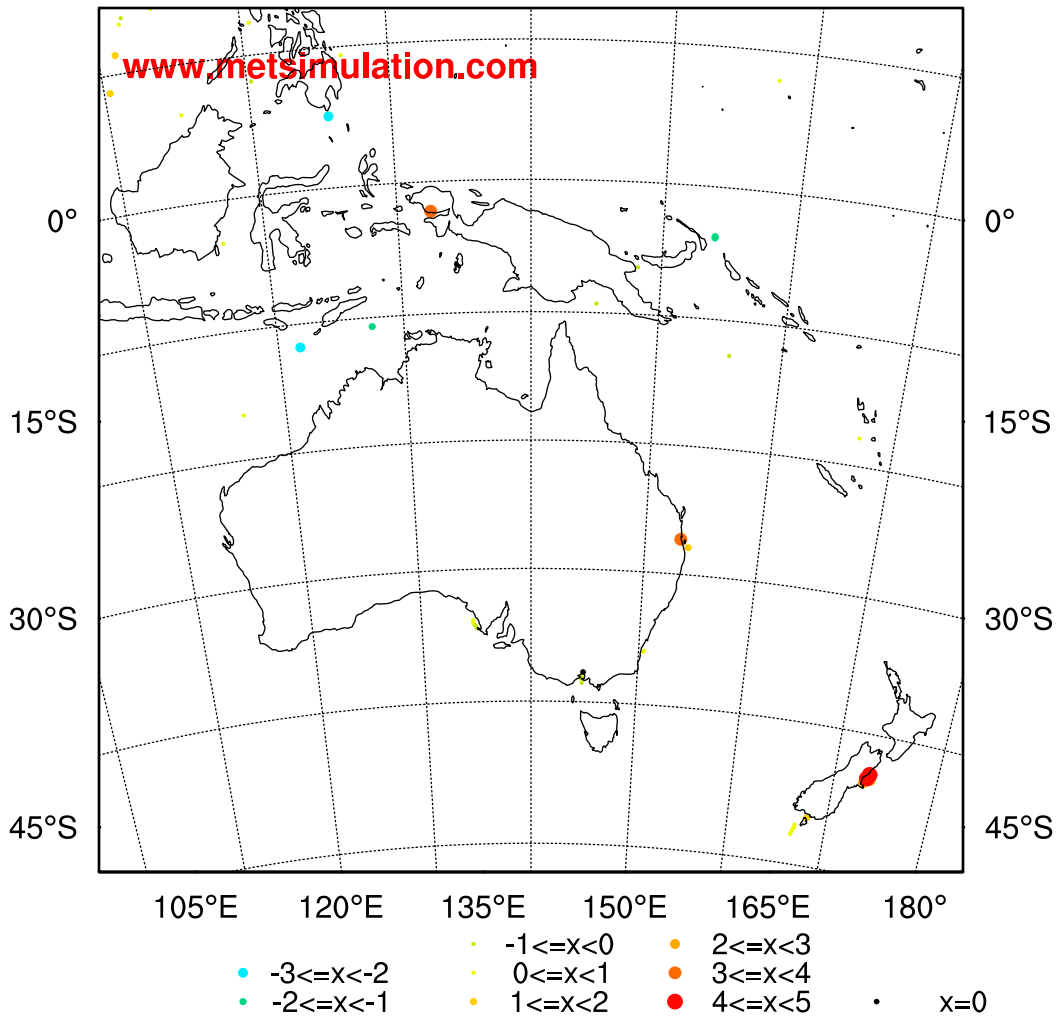 www.metsimulation.com
0° 0°
15°S 15°S
30°S 30°S
45°S 45°S
105°E 120°E 135°E 150°E 165°E 180°
-1<=x<0 2<=x<3
-3<=x<-2 0<=x<1 3<=x<4
-2<=x<-1 1<=x<2 4<=x<5 x=0